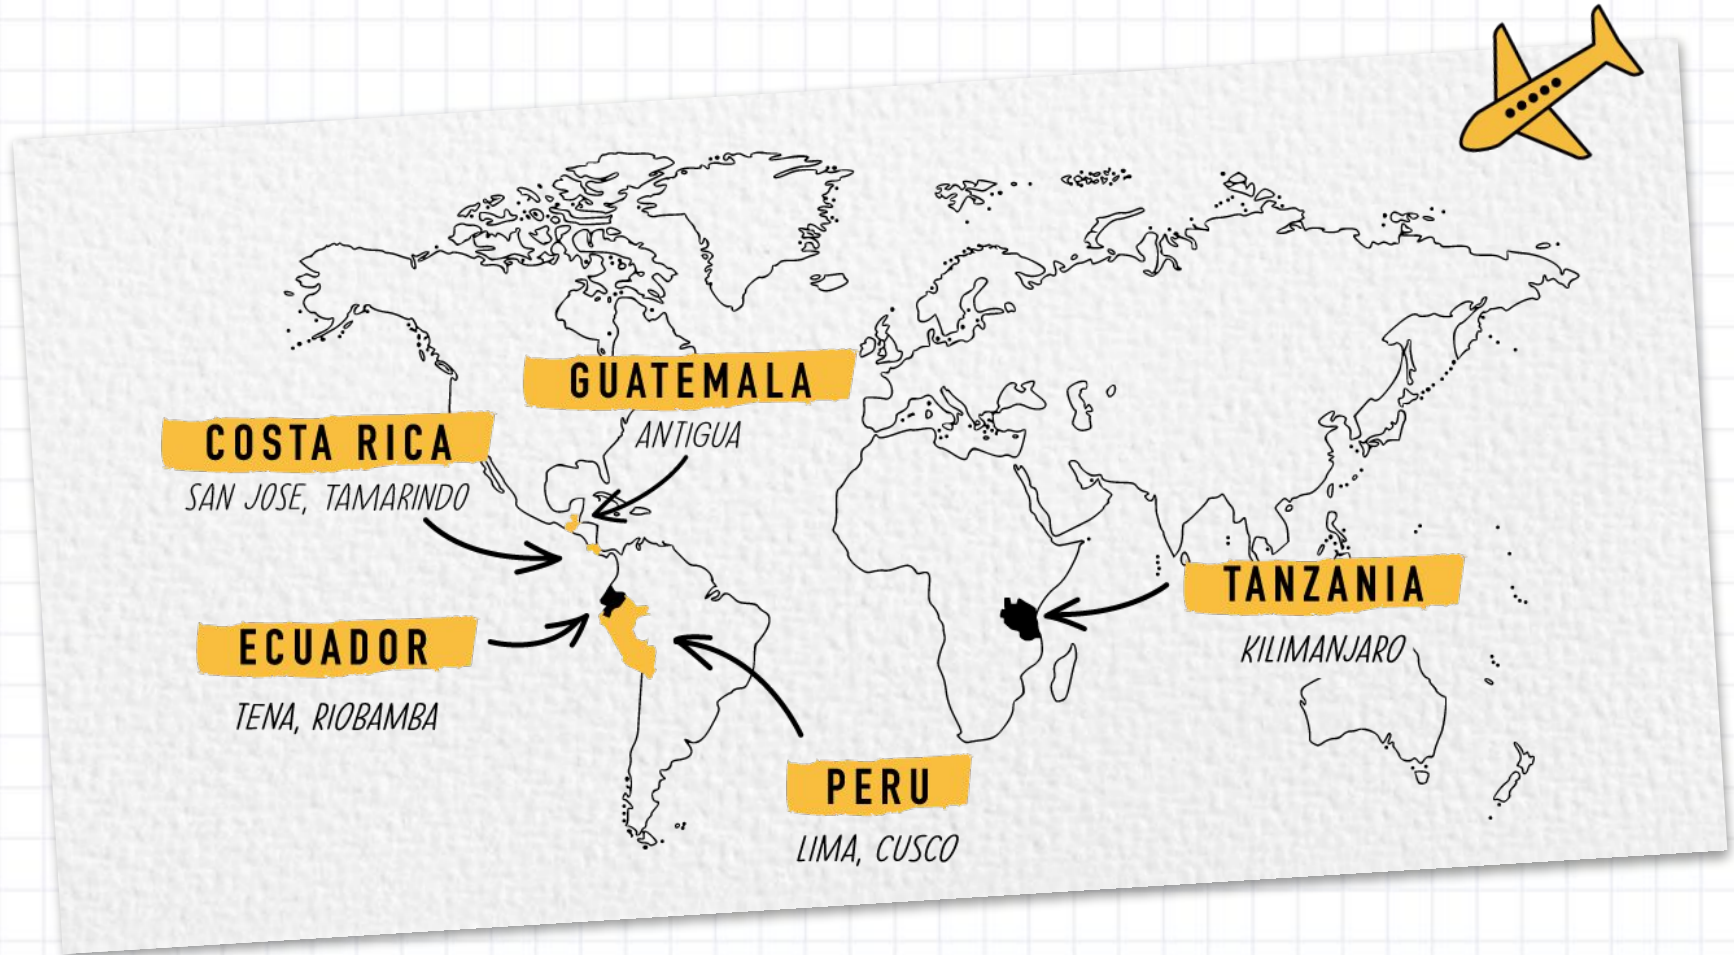 GUATEMALA
ANTIGUA
COSTA RICA
SAN JOSE, TAMARINDO
TANZANIA
KILIMANJARO
ECUADOR
TENA, RIOBAMBA
PERU
LIMA, CUSCO